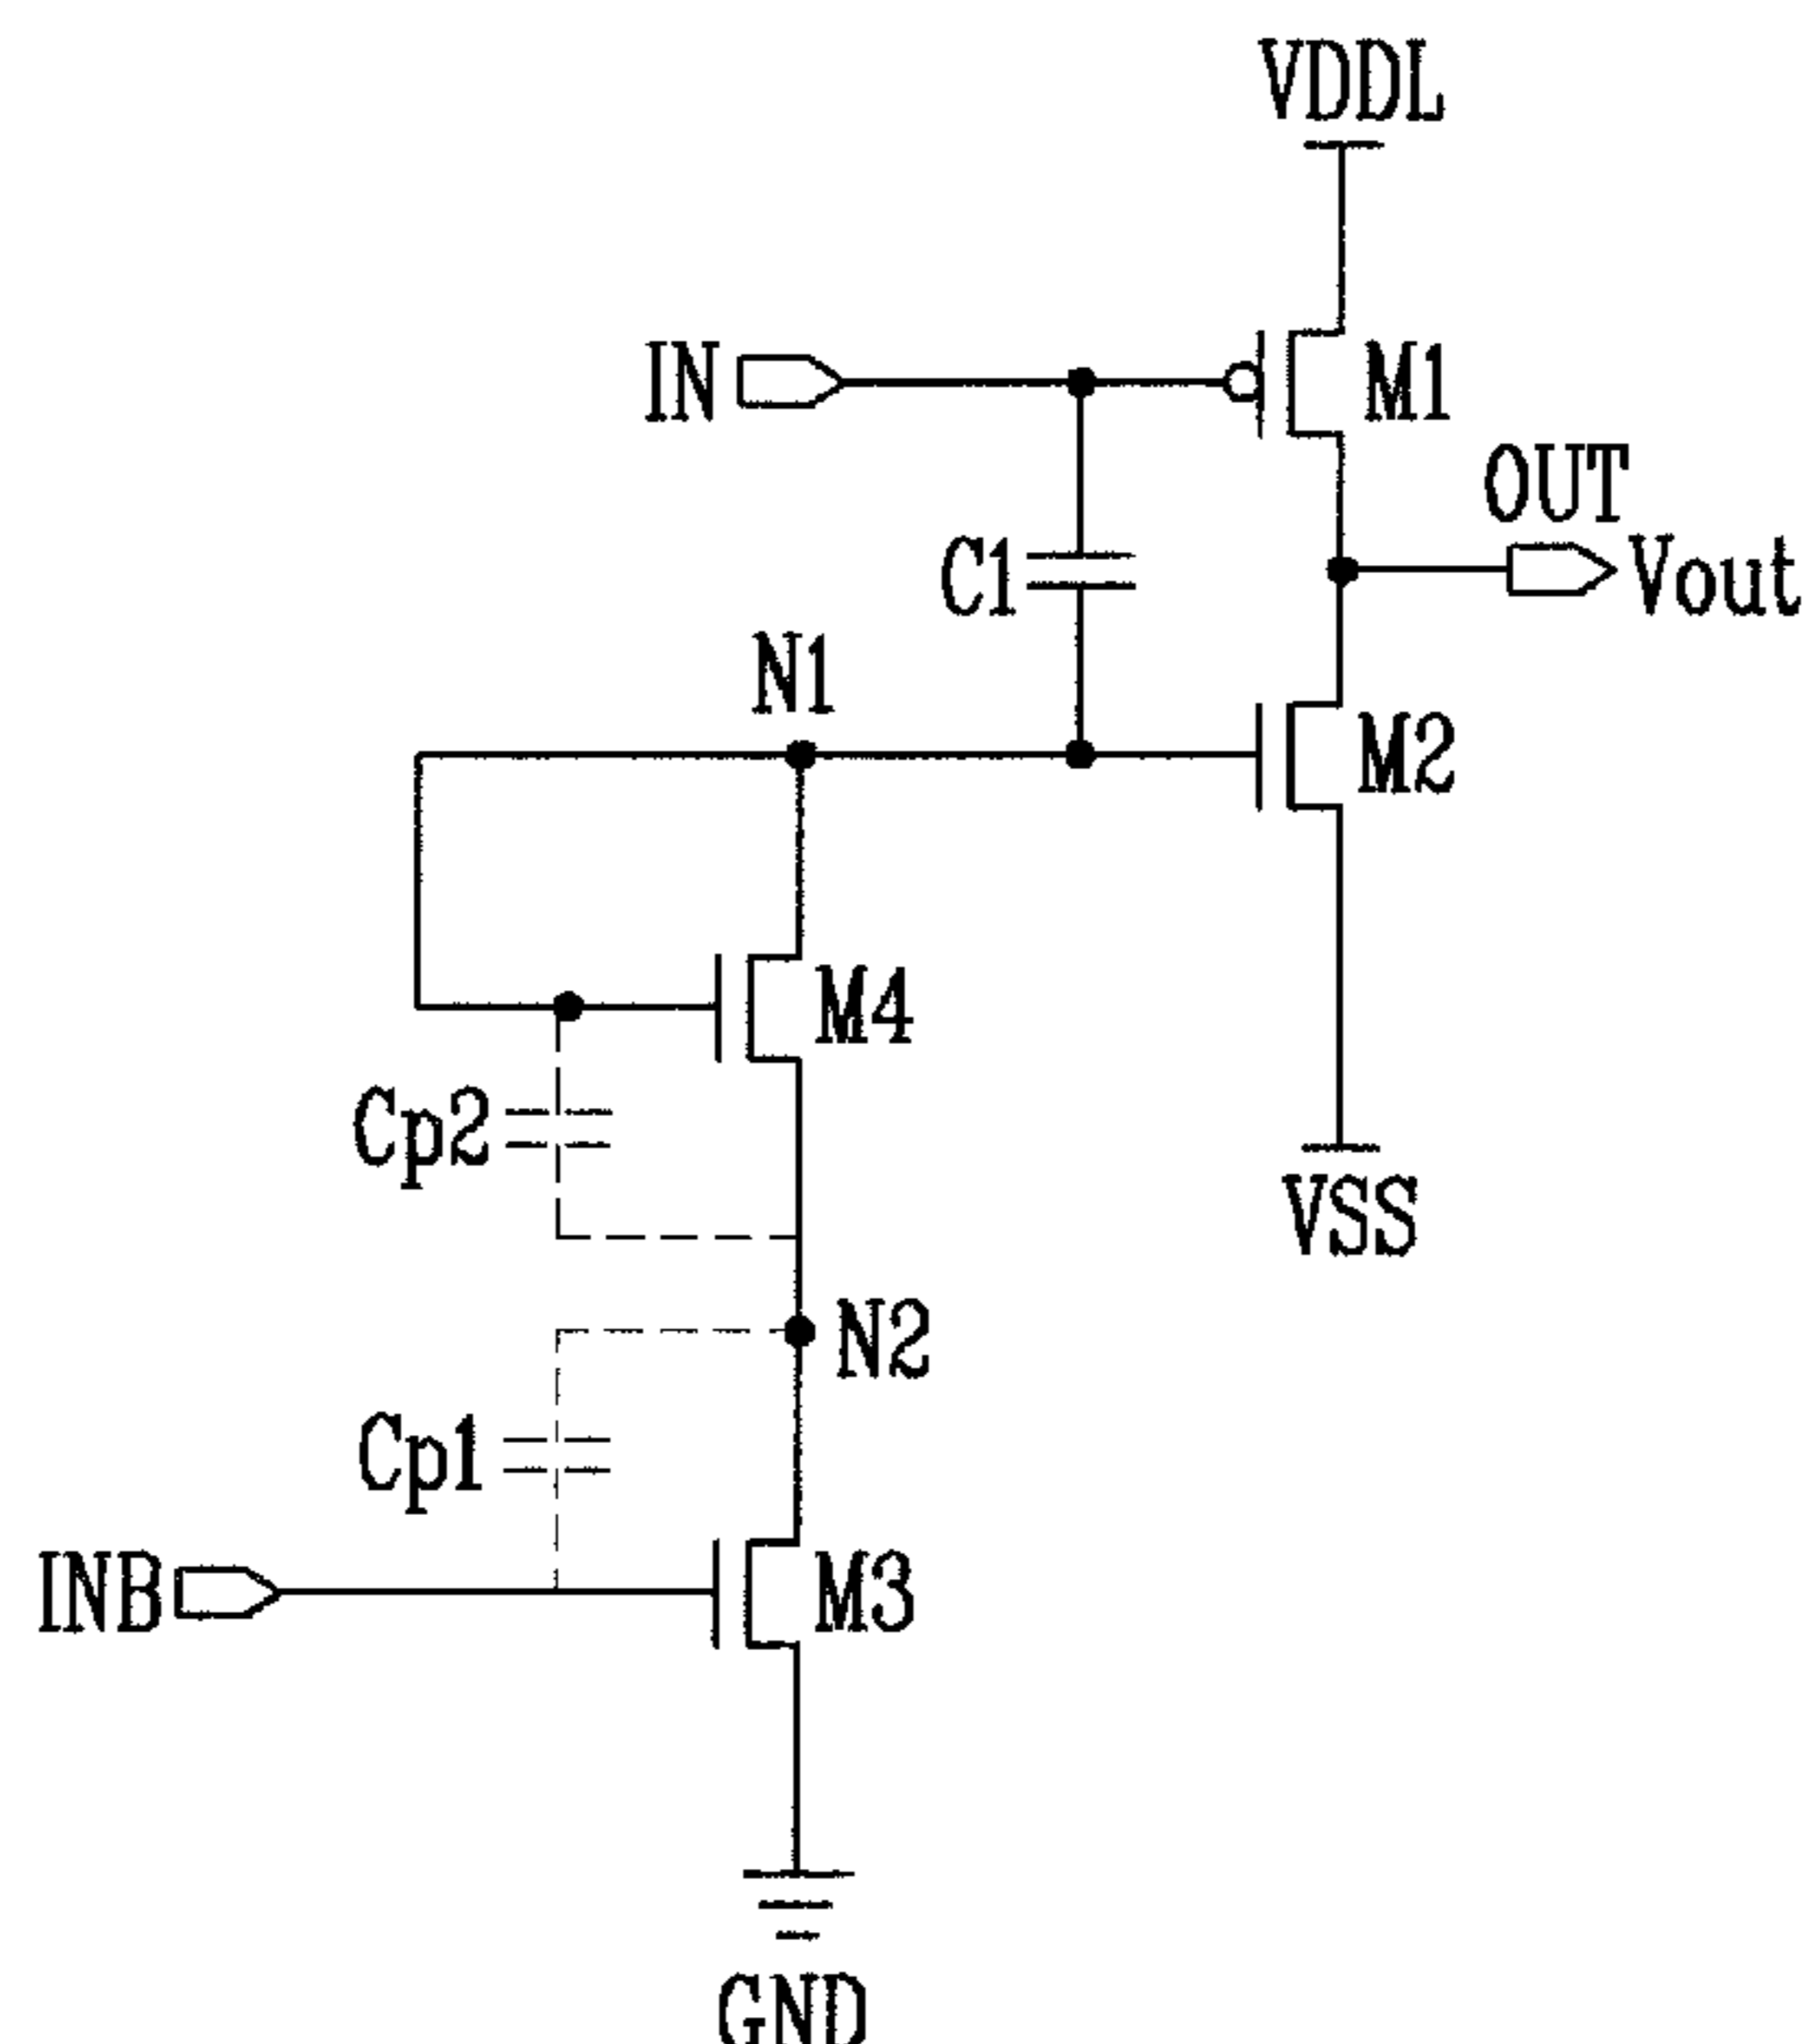 VDDL
IN
M1
OUT
Vout
C1
N1
M2
M4
Cp2
VSS
N2
Cp1
INB
M3
GND